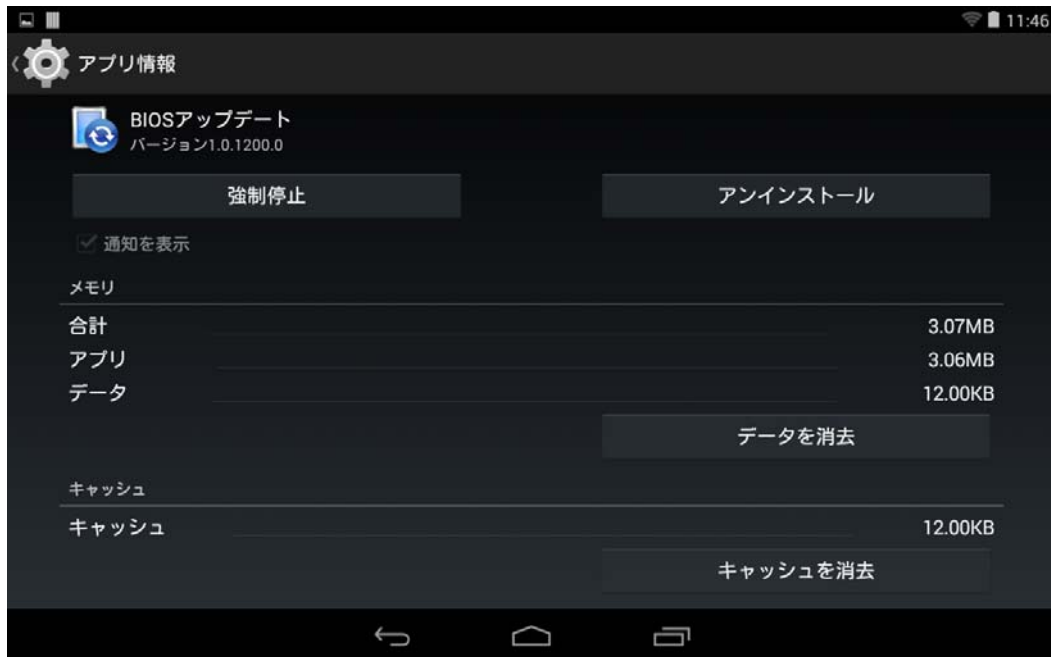 11:46
アプリ情報
BIOSアップデート
バージョン1.0.1200.0
強制停止 アンインストール
通知を表示
メモリ
合計 3.07MB
アプリ 3.06MB
データ 12.00KB
データを消去
キャッシュ
キャッシュ 12.00KB
キャッシュを消去